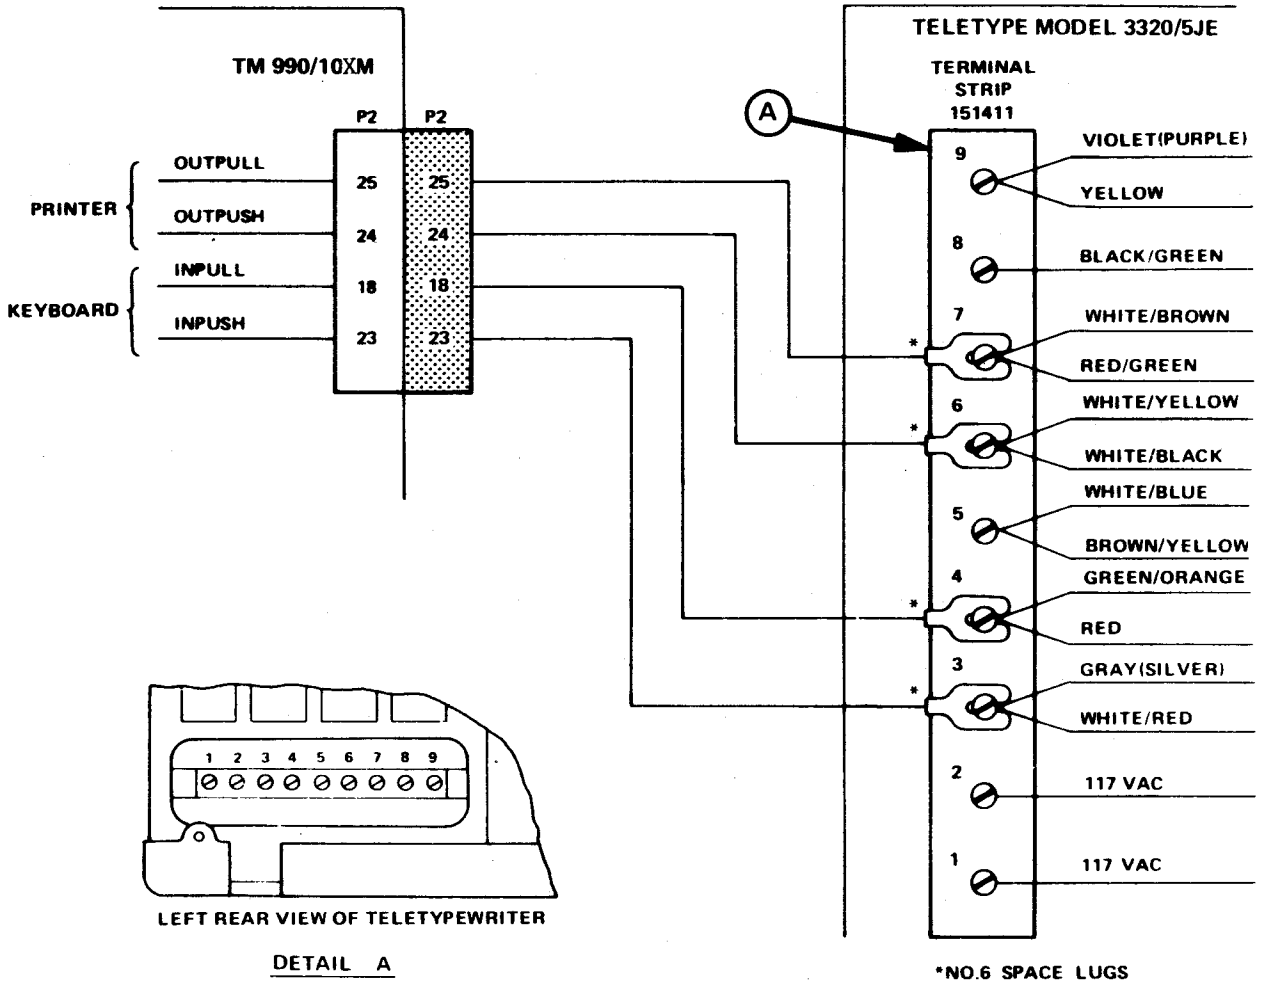 TM 990/10XM
P2
P2
PRINTER
OUTPULL
25
25
OUTPUSH
24
24
KEYBOARD
INPULL
18
18
INPUSH
23
23
TELETYPE MODEL 3320/5JE
TERMINAL
STRIP
151411
A
9
VIOLET(PURPLE)
YELLOW
8
BLACK/GREEN
7
*
WHITE/BROWN
RED/GREEN
6
*
WHITE/YELLOW
WHITE/BLACK
5
WHITE/BLUE
BROWN/YELLOW
4
*
GREEN/ORANGE
RED
3
*
GRAY(SILVER)
WHITE/RED
2
117 VAC
1
117 VAC
*NO.6 SPACE LUGS
1 2 3 4 5 6 7 8 9
LEFT REAR VIEW OF TELETYPEWRITER
DETAIL A